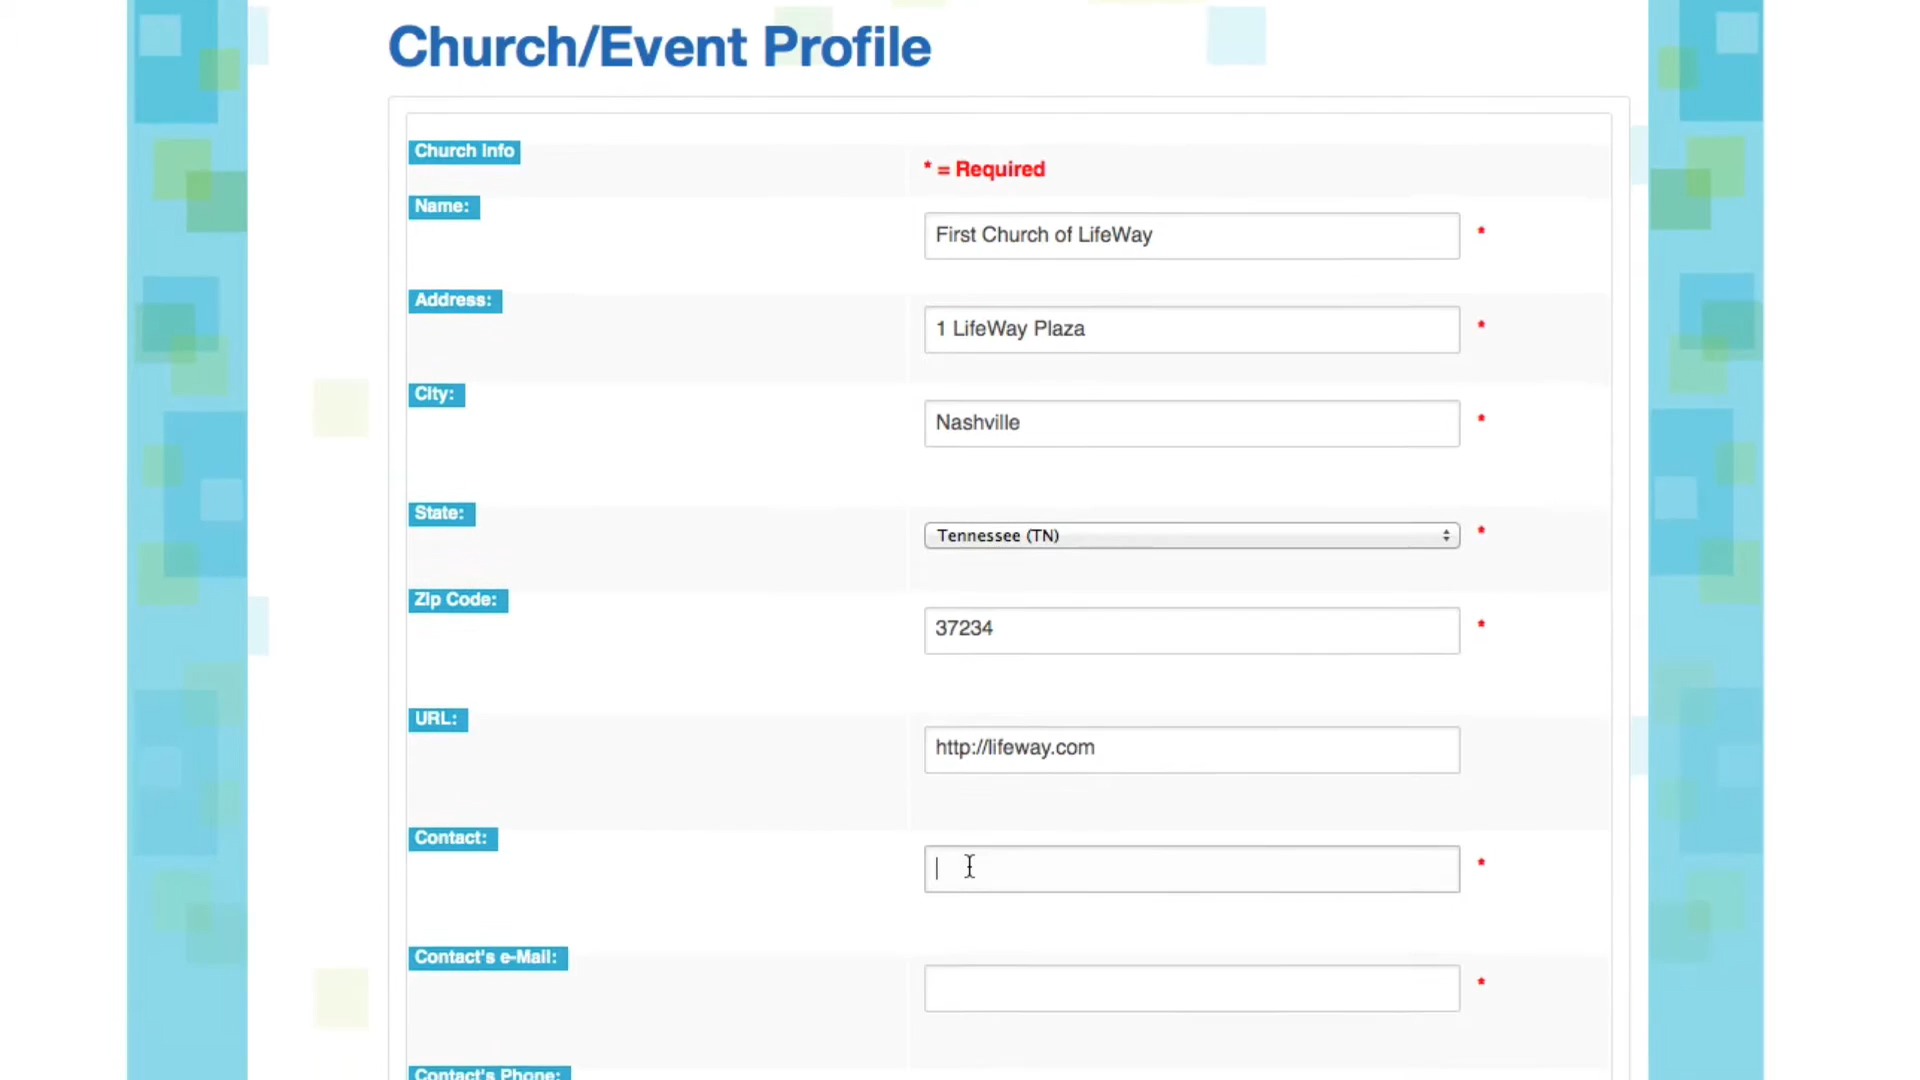 Church/Event Profile
Church Info
* = Required
Name:
First Church of LifeWay *
Address:
1 LifeWay Plaza *
City:
Nashville *
State:
Tennessee (TN) *
Zip Code:
37234 *
URL:
http://lifeway.com
Contact:
*
Contact's e-Mail:
*
Contact's Phone: